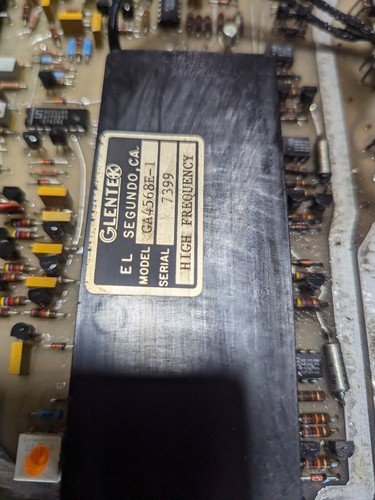 GLENTEK
EL SEGUNDO, CA.
MODEL GA4568E-1
SERIAL 7399
HIGH FREQUENCY